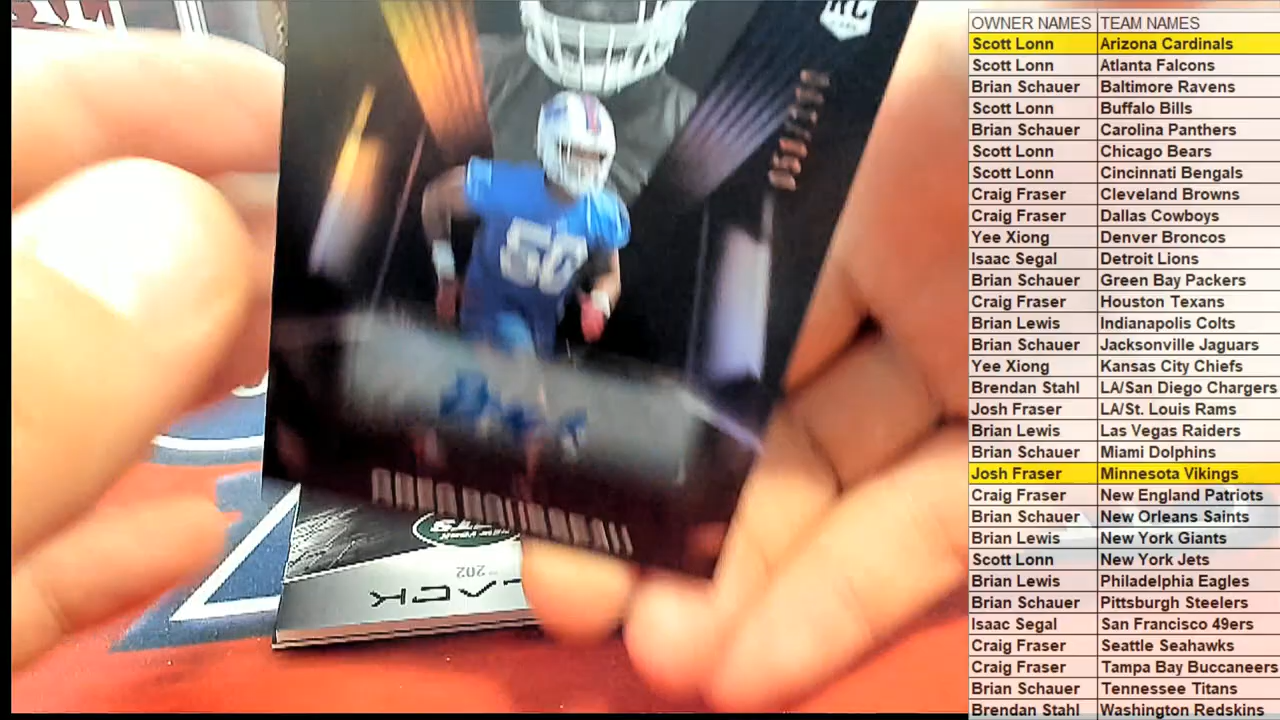 OWNER NAMES TEAM NAMES
Scott Lonn Arizona Cardinals
Scott Lonn Atlanta Falcons
Brian Schauer Baltimore Ravens
Scott Lonn Buffalo Bills
Brian Schauer Carolina Panthers
Scott Lonn Chicago Bears
Scott Lonn Cincinnati Bengals
Craig Fraser Cleveland Browns
Craig Fraser Dallas Cowboys
Yee Xiong Denver Broncos
Isaac Segal Detroit Lions
Brian Schauer Green Bay Packers
Craig Fraser Houston Texans
Brian Lewis Indianapolis Colts
Brian Schauer Jacksonville Jaguars
Yee Xiong Kansas City Chiefs
Brendan Stahl LA/San Diego Chargers
Josh Fraser LA/St. Louis Rams
Brian Lewis Las Vegas Raiders
Brian Schauer Miami Dolphins
Josh Fraser Minnesota Vikings
Craig Fraser New England Patriots
Brian Schauer New Orleans Saints
Brian Lewis New York Giants
Scott Lonn New York Jets
Brian Lewis Philadelphia Eagles
Brian Schauer Pittsburgh Steelers
Isaac Segal San Francisco 49ers
Craig Fraser Seattle Seahawks
Craig Fraser Tampa Bay Buccaneers
Brian Schauer Tennessee Titans
Brendan Stahl Washington Redskins